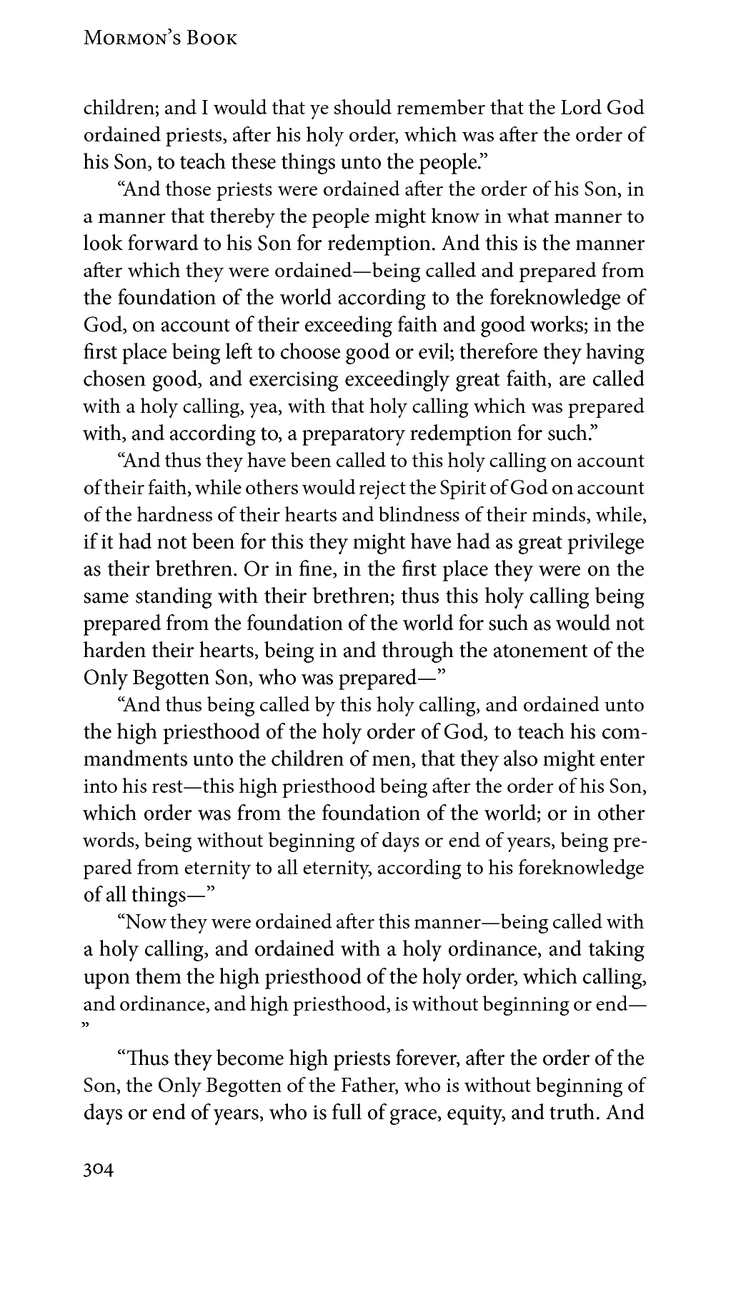 Mormon’s Book
children; and I would that ye should remember that the Lord God
ordained priests, after his holy order, which was after the order of
his Son, to teach these things unto the people.”
“And those priests were ordained after the order of his Son, in
a manner that thereby the people might know in what manner to
look forward to his Son for redemption. And this is the manner
after which they were ordained—being called and prepared from
the foundation of the world according to the foreknowledge of
God, on account of their exceeding faith and good works; in the
first place being left to choose good or evil; therefore they having
chosen good, and exercising exceedingly great faith, are called
with a holy calling, yea, with that holy calling which was prepared
with, and according to, a preparatory redemption for such.”
“And thus they have been called to this holy calling on account
of their faith, while others would reject the Spirit of God on account
of the hardness of their hearts and blindness of their minds, while,
if it had not been for this they might have had as great privilege
as their brethren. Or in fine, in the first place they were on the
same standing with their brethren; thus this holy calling being
prepared from the foundation of the world for such as would not
harden their hearts, being in and through the atonement of the
Only Begotten Son, who was prepared—”
“And thus being called by this holy calling, and ordained unto
the high priesthood of the holy order of God, to teach his com-
mandments unto the children of men, that they also might enter
into his rest—this high priesthood being after the order of his Son,
which order was from the foundation of the world; or in other
words, being without beginning of days or end of years, being pre-
pared from eternity to all eternity, according to his foreknowledge
of all things—”
“Now they were ordained after this manner—being called with
a holy calling, and ordained with a holy ordinance, and taking
upon them the high priesthood of the holy order, which calling,
and ordinance, and high priesthood, is without beginning or end—
”
“Thus they become high priests forever, after the order of the
Son, the Only Begotten of the Father, who is without beginning of
days or end of years, who is full of grace, equity, and truth. And
304